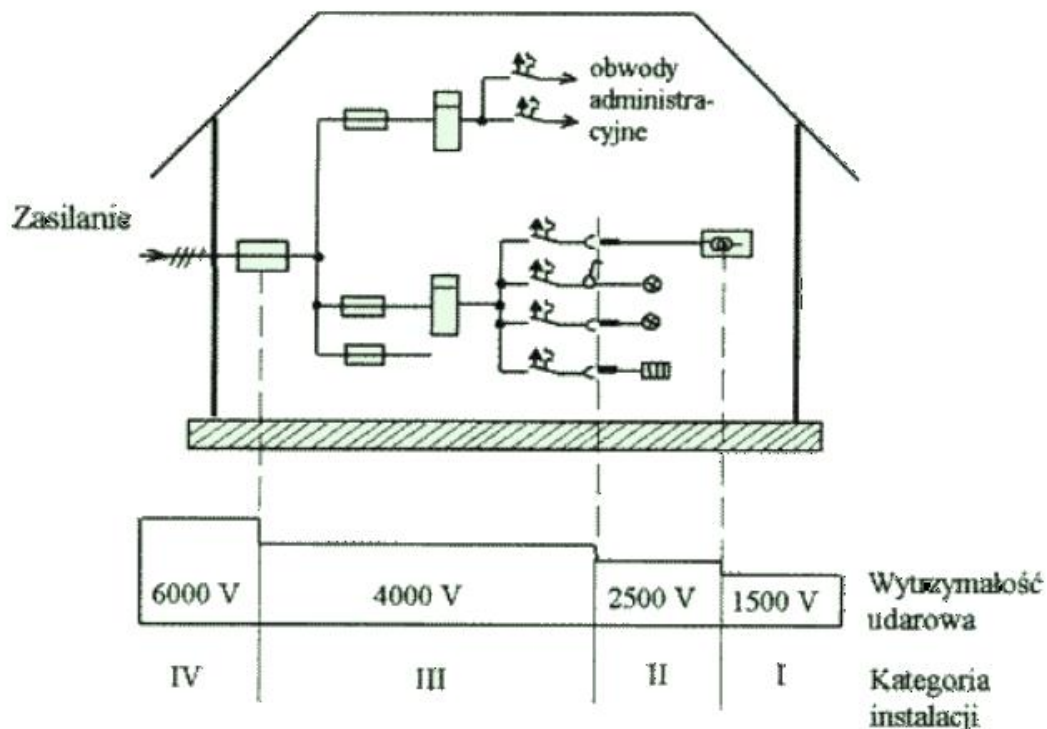 obwody
administra-
cyjne
Zasilanie
6000 V
4000 V
2500 V
1500 V
Wytrzymałość
udarowa
IV
III
II
I
Kategoria
instalacji